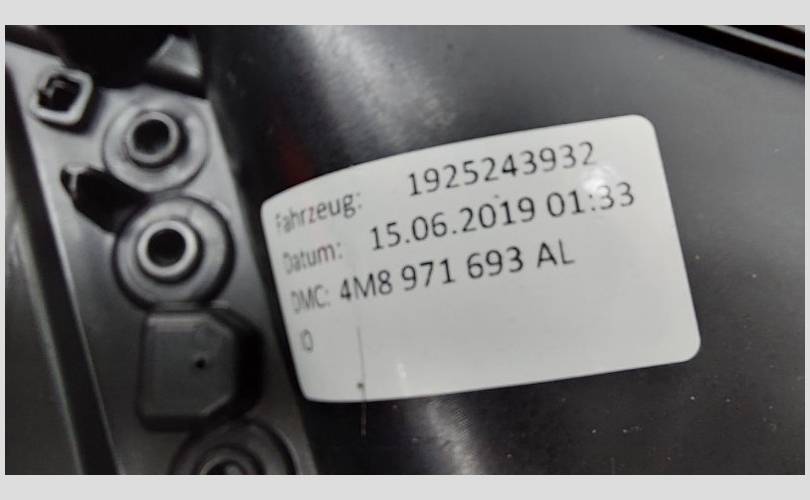 Fahrzeug: 1925243932
Datum: 15.06.2019 01:33
DMC: 4M8 971 693 AL
IO